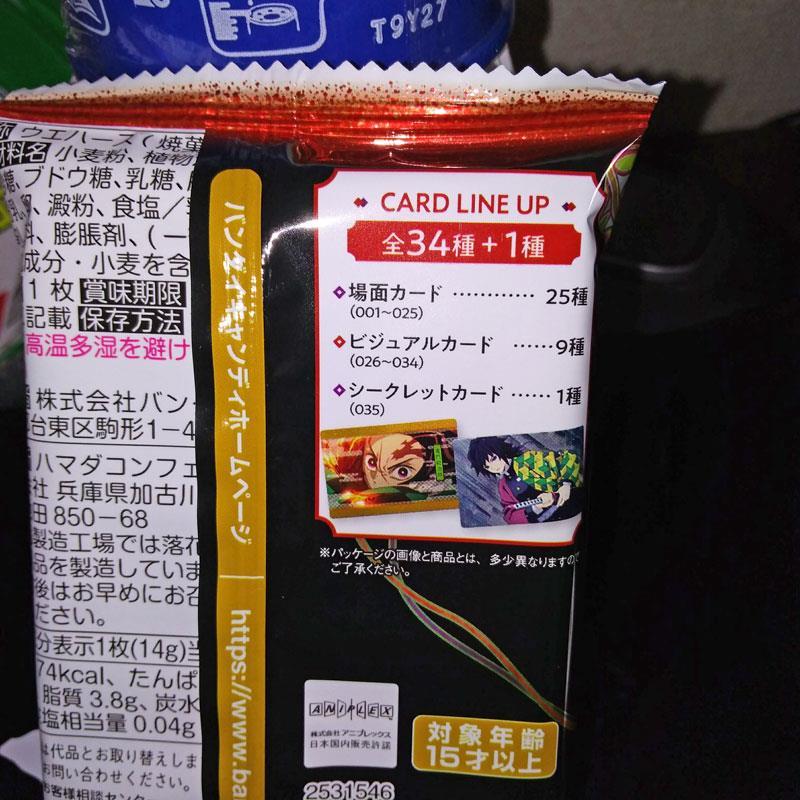 T9Y27
ウエハース(焼菓
材料名 小麦粉、植物
糖、ブドウ糖、乳糖、
澱粉、食塩／
膨脹剤、(一
成分・小麦を含
1枚 賞味期限
記載 保存方法
高温多湿を避け
株式会社バン
台東区駒形1-4
ハマダコンフェ
社 兵庫県加古川
田 850-68
製造工場では落花
品を製造していま
後はお早めにお召
ださい。
分表示1枚(14g)当
74kcal、たんぱ
脂質 3.8g、炭水
塩相当量 0.04g
は代品とお取り替えしま
お問い合わせください。
お客様相談センタ
バンダイキャンディホームページ
https://www.ba
CARD LINE UP
全34種+1種
場面カード ………… 25種
(001~025)
ビジュアルカード ……9種
(026~034)
シークレットカード ……1種
(035)
※パッケージの画像と商品とは、多少異なりますので
ご了承ください。
ANIPLEX
株式会社アニプレックス
日本国内販売許諾
2531546
対象年齢
15才以上